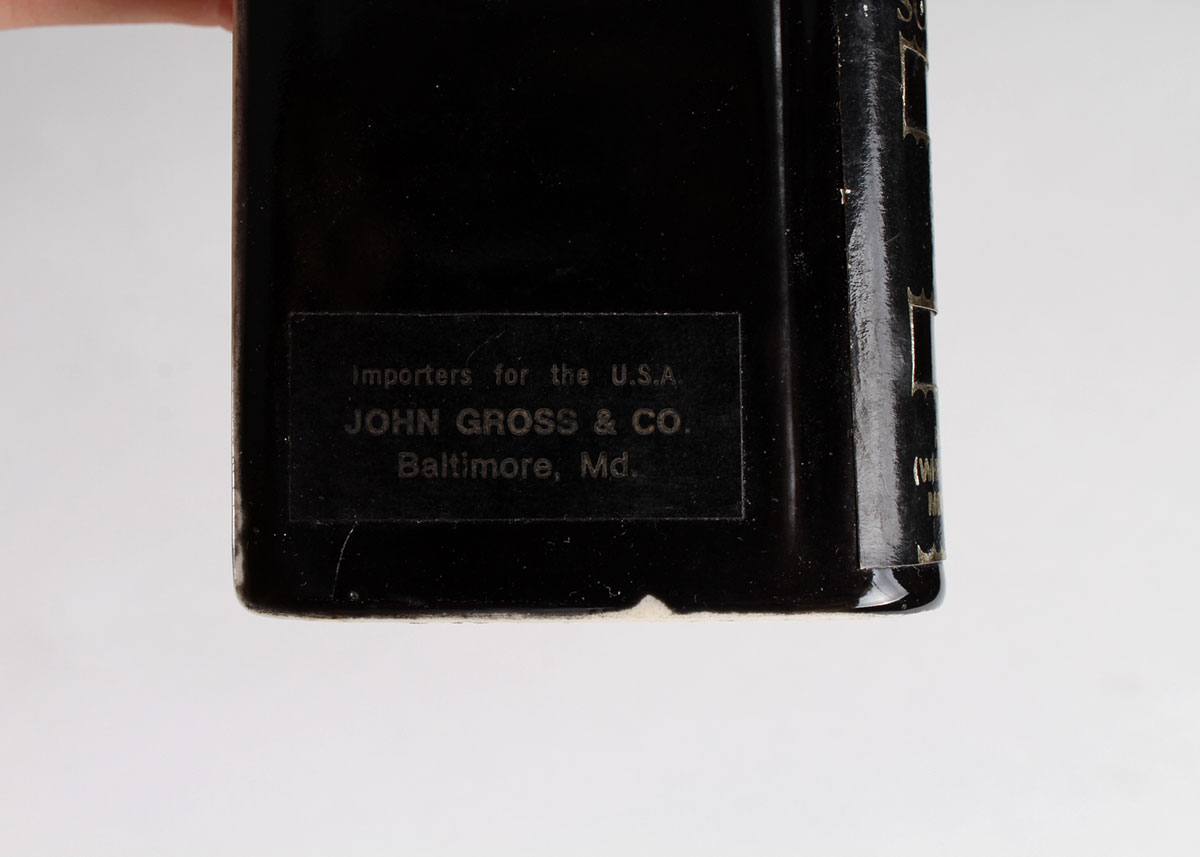 Importers for the U.S.A.
JOHN GROSS & CO.
Baltimore, Md.